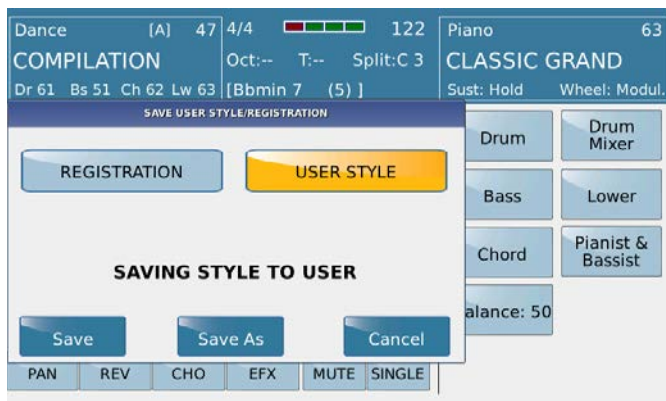 Dance [A] 47
COMPILATION
Dr 61 Bs 51 Ch 62 Lw 63
4/4 122
Oct:-- T:-- Split:C 3
[Bbmin 7 (5) ]
Piano 63
CLASSIC GRAND
Sust: Hold Wheel: Modul.
SAVE USER STYLE/REGISTRATION
REGISTRATION USER STYLE
SAVING STYLE TO USER
Save Save As Cancel
Drum Drum Mixer
Bass Lower
Chord Pianist & Bassist
alance: 50
PAN REV CHO EFX MUTE SINGLE